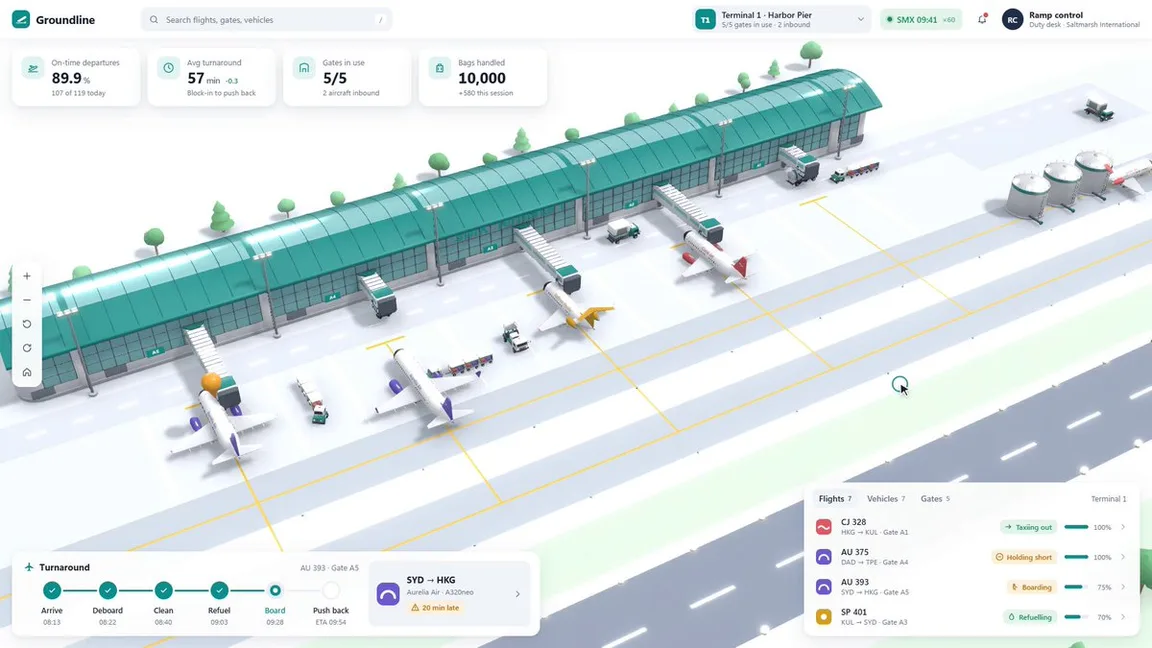 Groundline
Search flights, gates, vehicles /
T1 Terminal 1 · Harbor Pier
5/5 gates in use · 2 inbound
SMX 09:41 ×60
RC Ramp control
Duty desk · Saltmarsh International
On-time departures
89.9 %
107 of 119 today
Avg turnaround
57 min -0.3
Block-in to push back
Gates in use
5/5
2 aircraft inbound
Bags handled
10,000
+580 this session
Turnaround
AU 393 · Gate A5
Arrive Deboard Clean Refuel Board Push back
08:13 08:22 08:40 09:03 09:28 ETA 09:54
SYD → HKG
Aurelia Air · A320neo
20 min late
Flights 7 Vehicles 7 Gates 5 Terminal 1
CJ 328
HKG → KUL · Gate A1
Taxiing out 100%
AU 375
DAD → TPE · Gate A4
Holding short 100%
AU 393
SYD → HKG · Gate A5
Boarding 75%
SP 401
KUL → SYD · Gate A3
Refuelling 70%